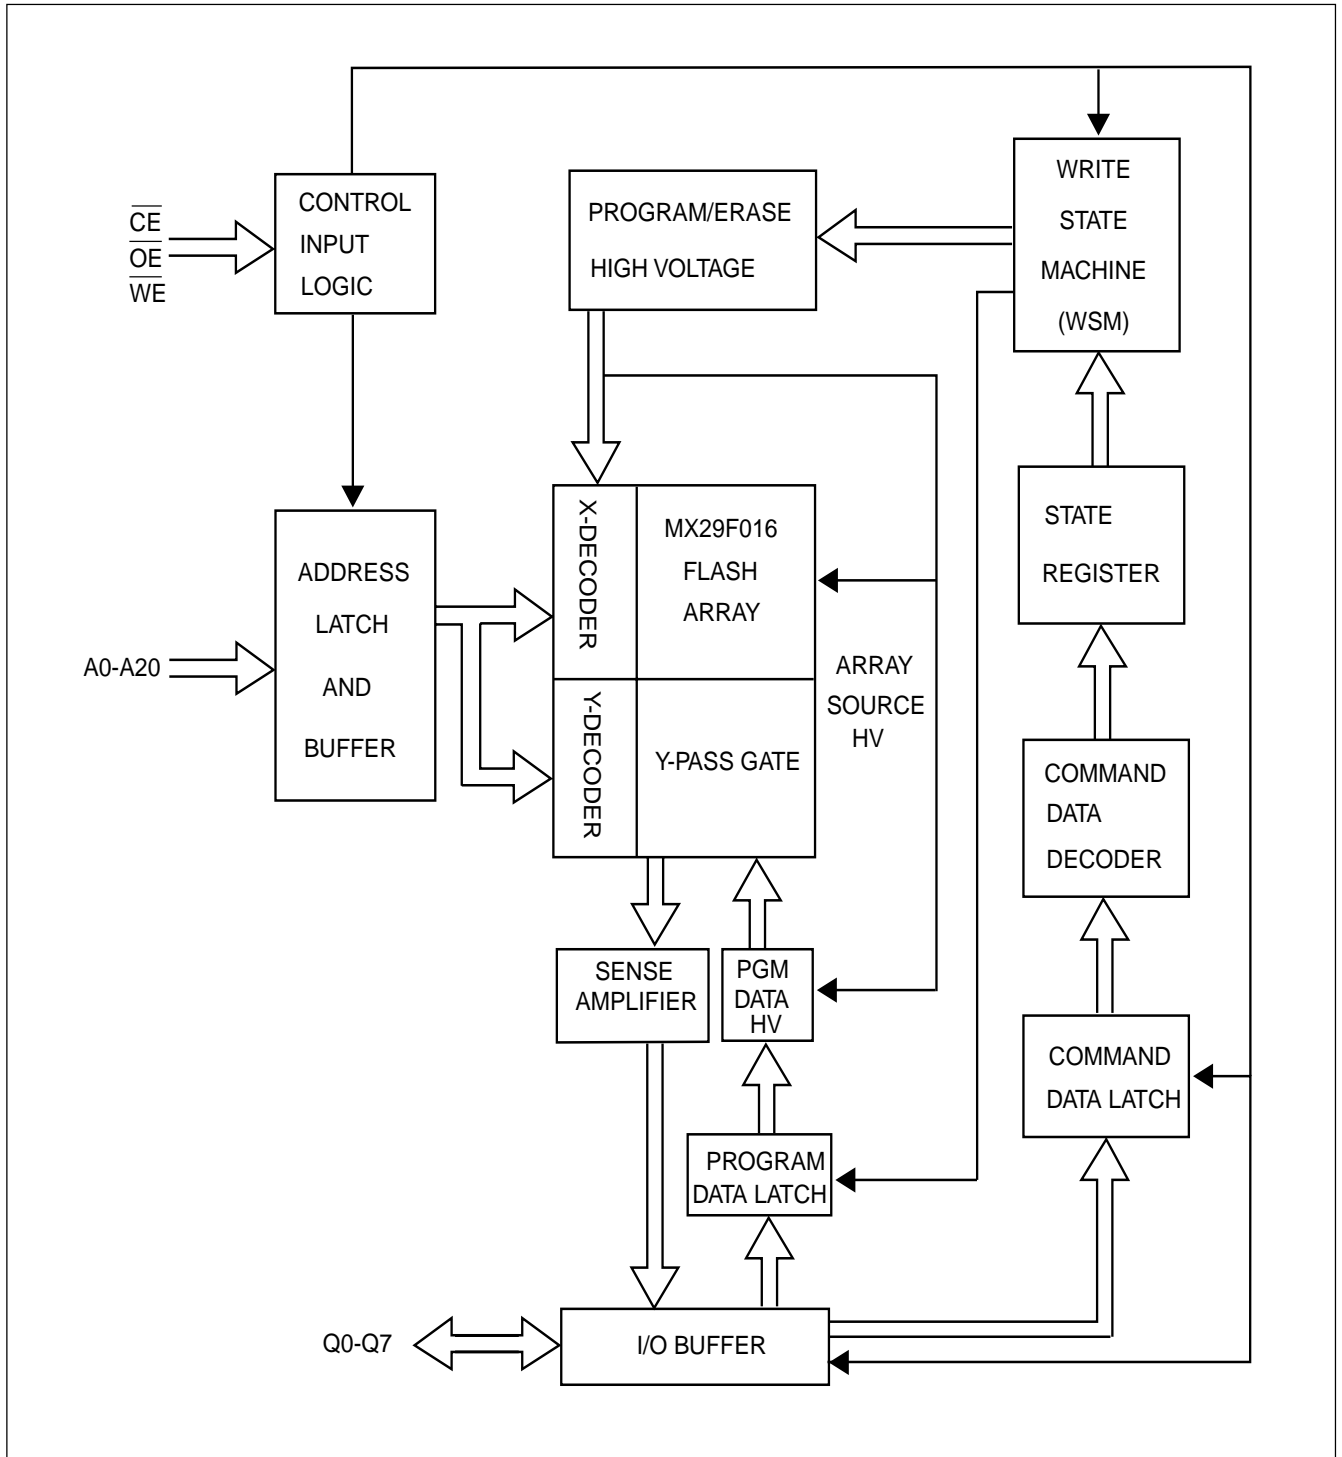 CONTROL
INPUT
LOGIC
CE
OE
WE
PROGRAM/ERASE
HIGH VOLTAGE
WRITE
STATE
MACHINE
(WSM)
ADDRESS
LATCH
AND
BUFFER
A0-A20
X-DECODER
MX29F016
FLASH
ARRAY
Y-DECODER
Y-PASS GATE
ARRAY
SOURCE
HV
STATE
REGISTER
COMMAND
DATA
DECODER
SENSE
AMPLIFIER
PGM
DATA
HV
COMMAND
DATA LATCH
PROGRAM
DATA LATCH
Q0-Q7
I/O BUFFER